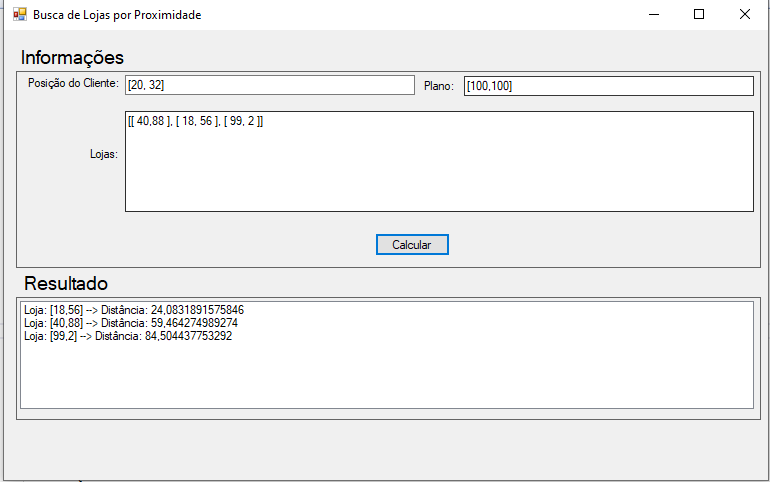 Busca de Lojas por Proximidade
Informações
Posição do Cliente: [20, 32] Plano: [100,100]
[[ 40,88 ], [ 18, 56 ], [ 99, 2 ]]
Lojas:
Calcular
Resultado
Loja: [18,56] --> Distância: 24,0831891575846
Loja: [40,88] --> Distância: 59,464274989274
Loja: [99,2] --> Distância: 84,504437753292